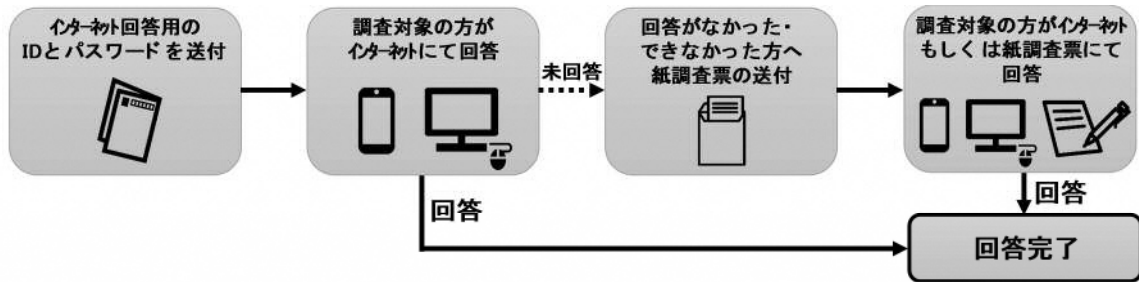 インターネット回答用の
IDとパスワードを送付
調査対象の方が
インターネットにて回答
未回答
回答がなかった・
できなかった方へ
紙調査票の送付
調査対象の方がインターネット
もしくは紙調査票にて
回答
回答
回答
回答完了